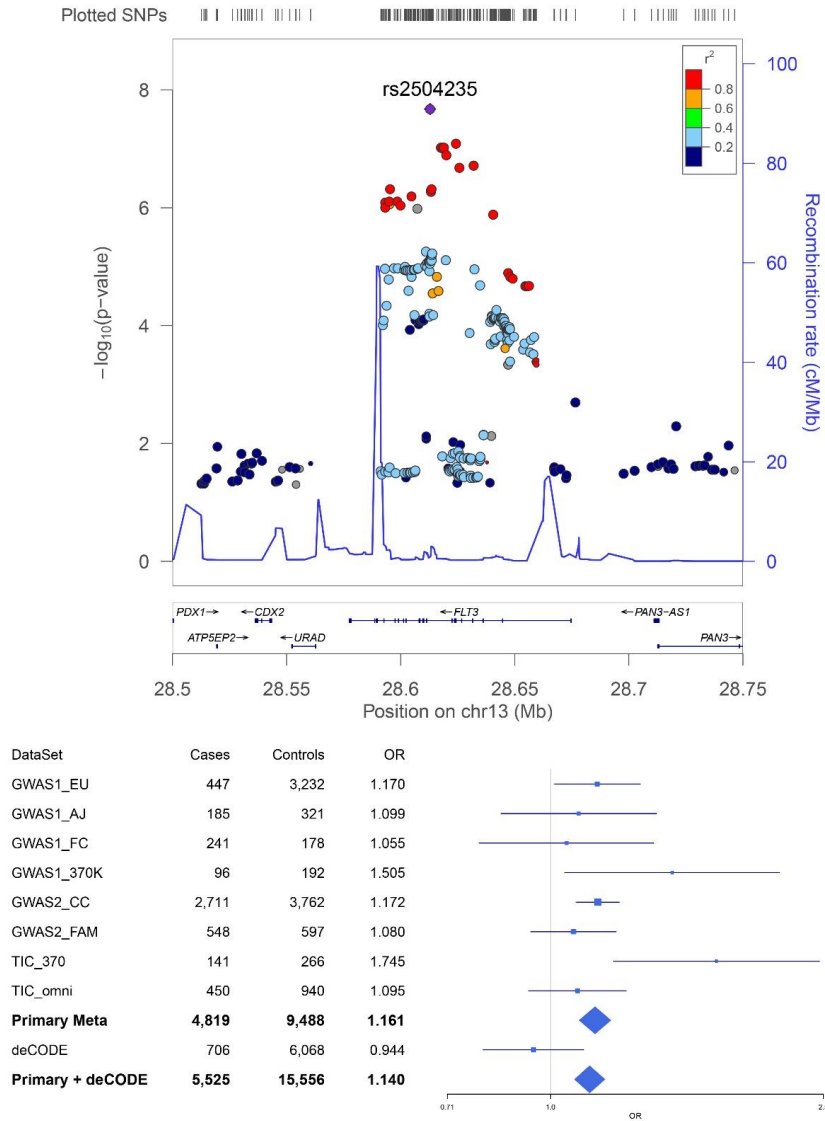 Plotted SNPs
rs2504235
r2
0.8
0.6
0.4
0.2
8
6
4
2
0
−log10(p−value)
100
80
60
40
20
0
Recombination rate (cM/Mb)
PDX1→ ←CDX2 ←FLT3 ←PAN3−AS1
ATP5EP2→ ←URAD PAN3→
28.5 28.55 28.6 28.65 28.7 28.75
Position on chr13 (Mb)
DataSet Cases Controls OR
GWAS1_EU 447 3,232 1.170
GWAS1_AJ 185 321 1.099
GWAS1_FC 241 178 1.055
GWAS1_370K 96 192 1.505
GWAS2_CC 2,711 3,762 1.172
GWAS2_FAM 548 597 1.080
TIC_370 141 266 1.745
TIC_omni 450 940 1.095
Primary Meta 4,819 9,488 1.161
deCODE 706 6,068 0.944
Primary + deCODE 5,525 15,556 1.140
0.71 1.0
OR